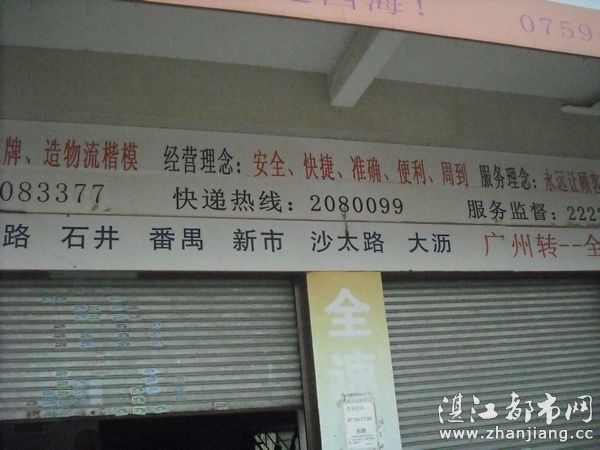 四海！
0759
牌、造物流楷模 经营理念：安全、快捷、准确、便利、周到 服务理念：永远让顾客
083377 快递热线：2080099 服务监督：222
路 石井 番禺 新市 沙太路 大沥 广州转--全
全速
湛江都市网
www.zhanjiang.cc